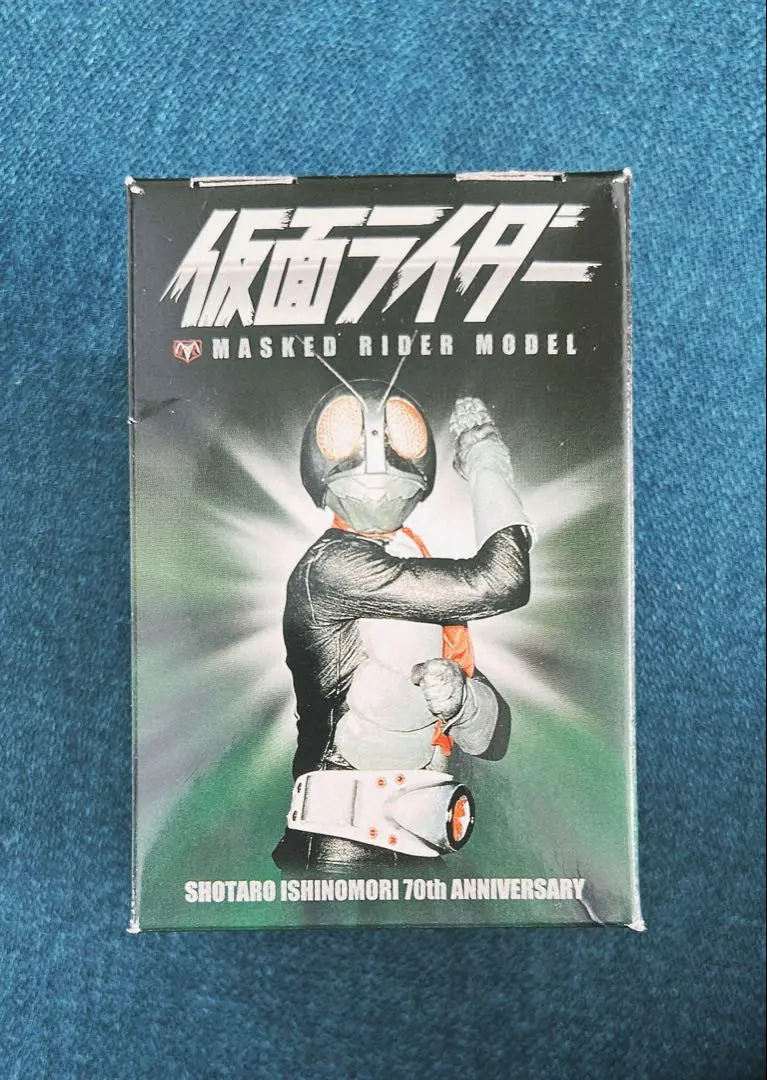 仮面ライダー
MASKED RIDER MODEL
SHOTARO ISHINOMORI 70th ANNIVERSARY